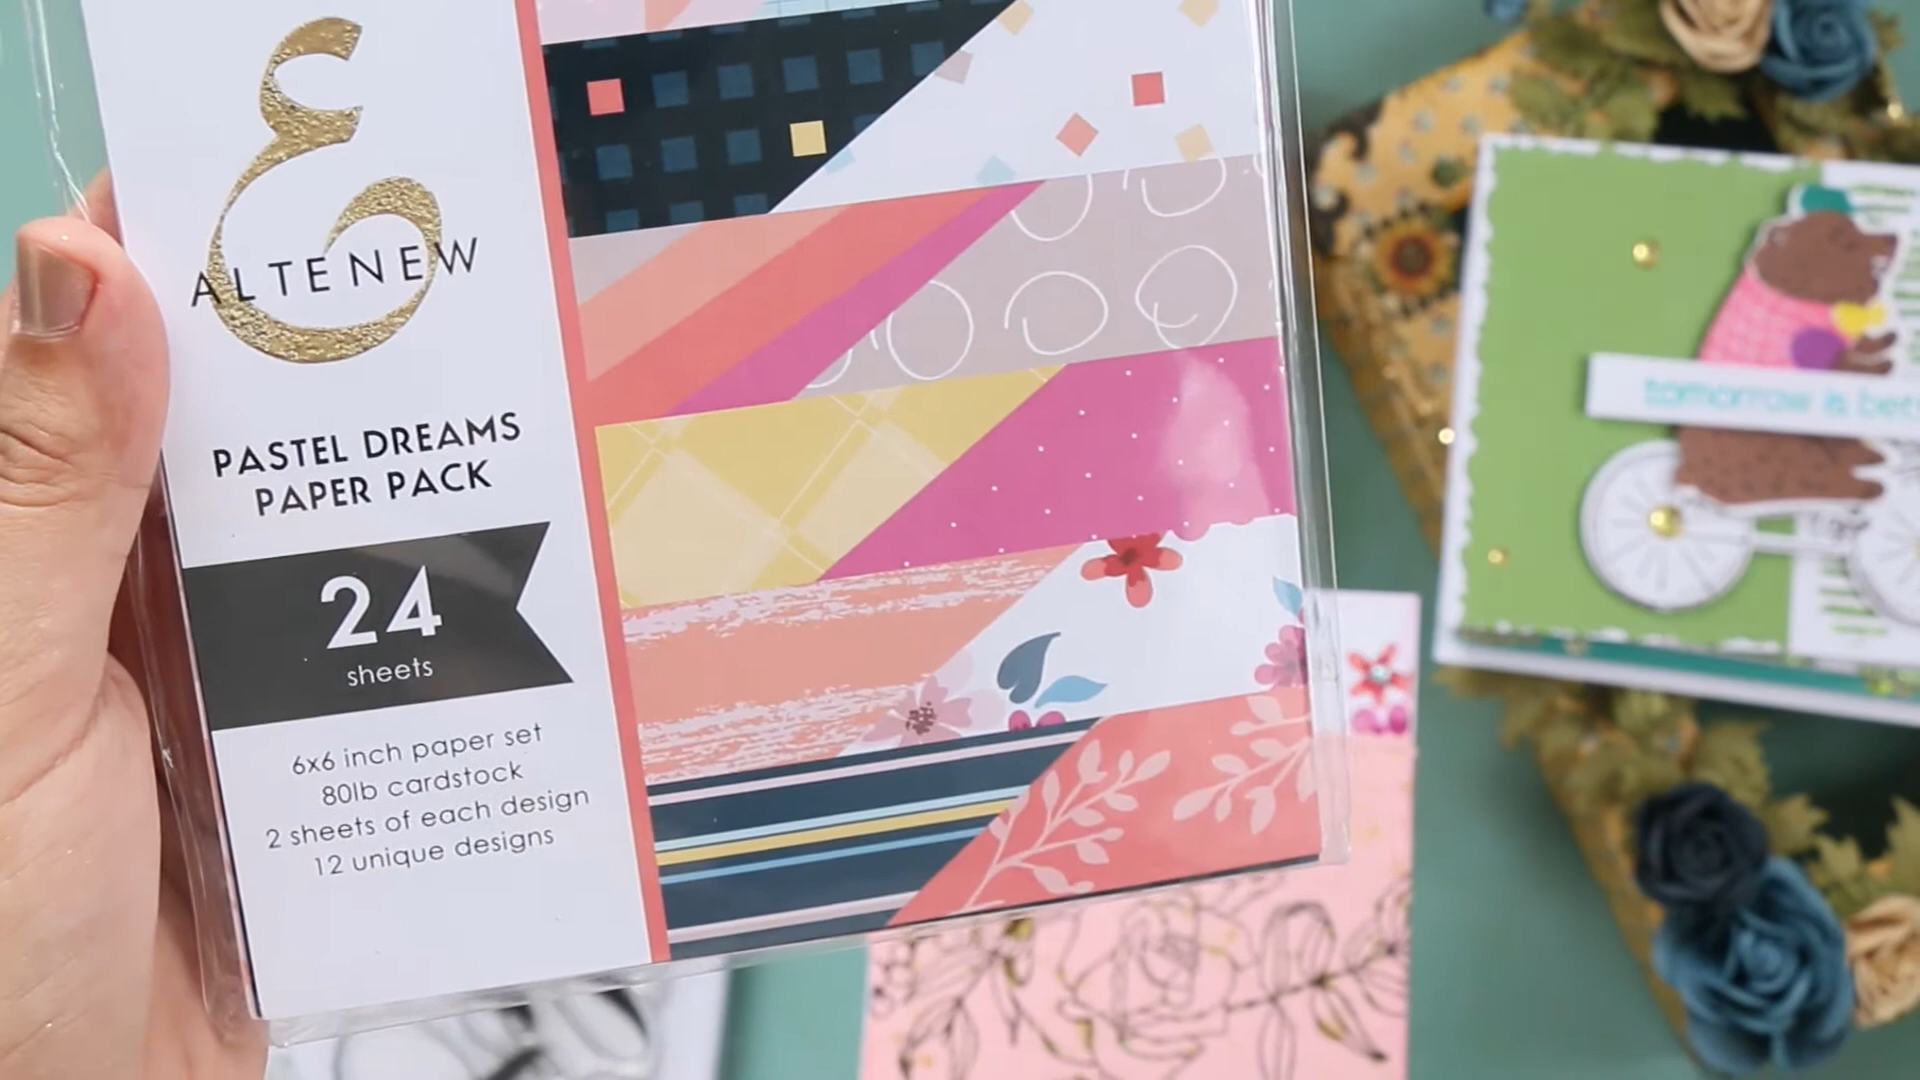 ALTENEW
PASTEL DREAMS
PAPER PACK
24
sheets
6x6 inch paper set
80lb cardstock
2 sheets of each design
12 unique designs
tomorrow is